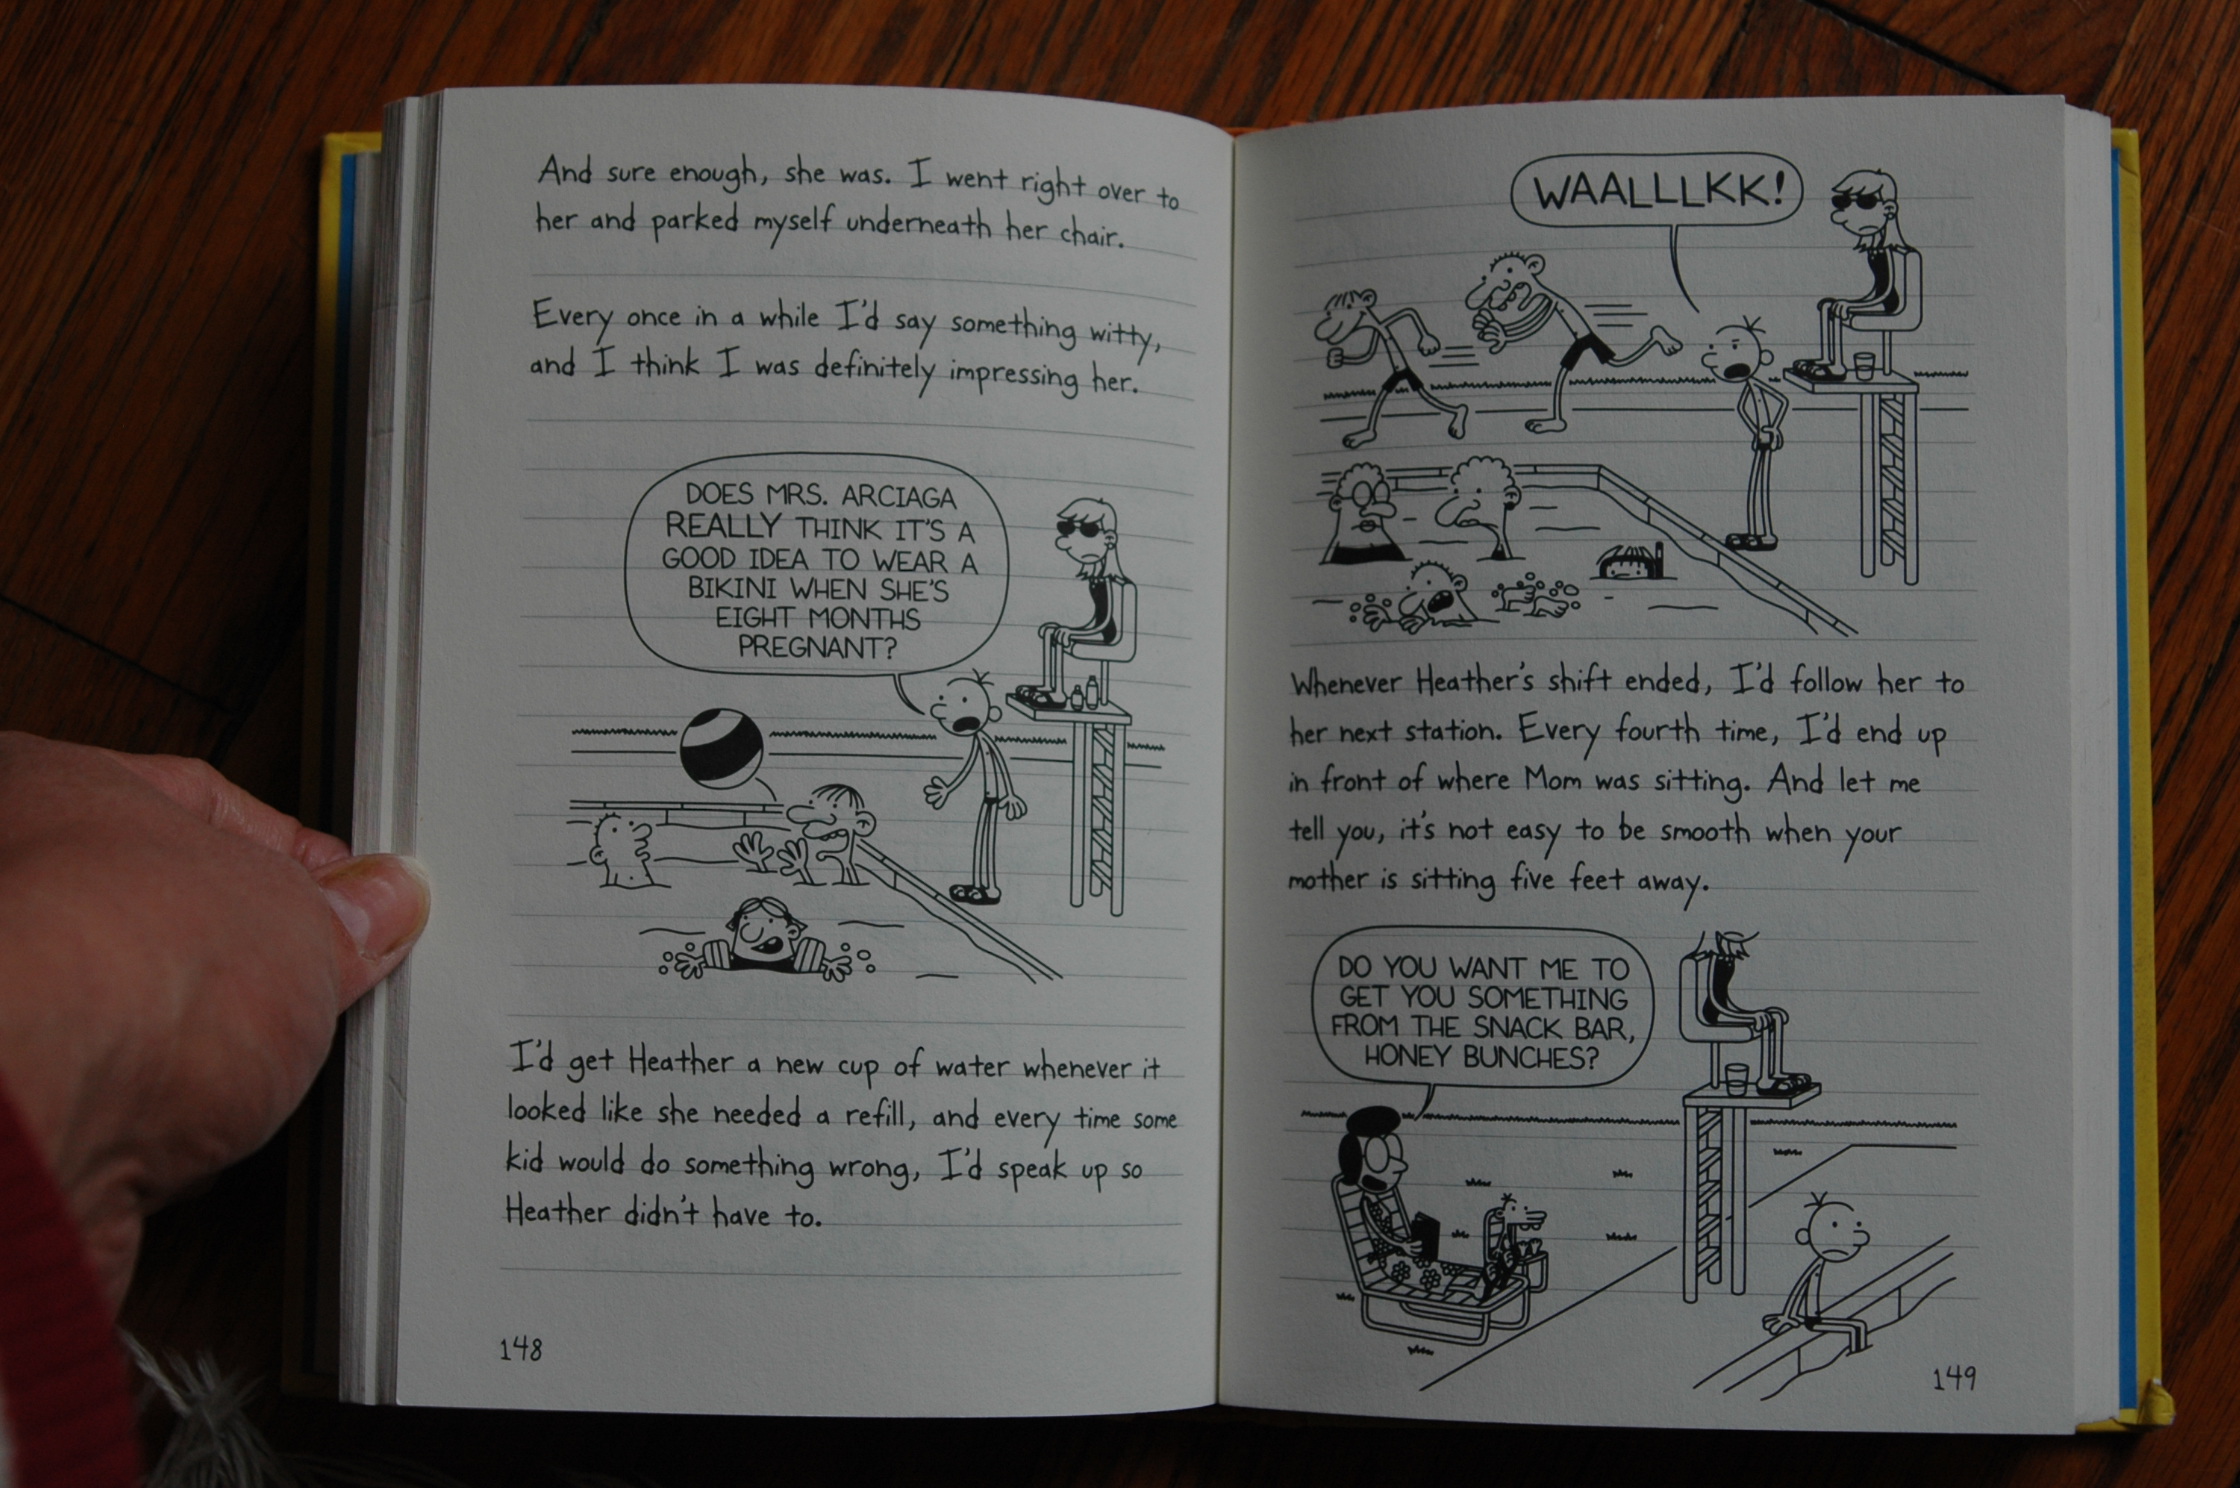 And sure enough, she was. I went right over to
her and parked myself underneath her chair.
Every once in a while I'd say something witty,
and I think I was definitely impressing her.
DOES MRS. ARCIAGA
REALLY THINK IT'S A
GOOD IDEA TO WEAR A
BIKINI WHEN SHE'S
EIGHT MONTHS
PREGNANT?
I'd get Heather a new cup of water whenever it
looked like she needed a refill, and every time some
kid would do something wrong, I'd speak up so
Heather didn't have to.
148
WAALLLKK!
Whenever Heather's shift ended, I'd follow her to
her next station. Every fourth time, I'd end up
in front of where Mom was sitting. And let me
tell you, it's not easy to be smooth when your
mother is sitting five feet away.
DO YOU WANT ME TO
GET YOU SOMETHING
FROM THE SNACK BAR,
HONEY BUNCHES?
149